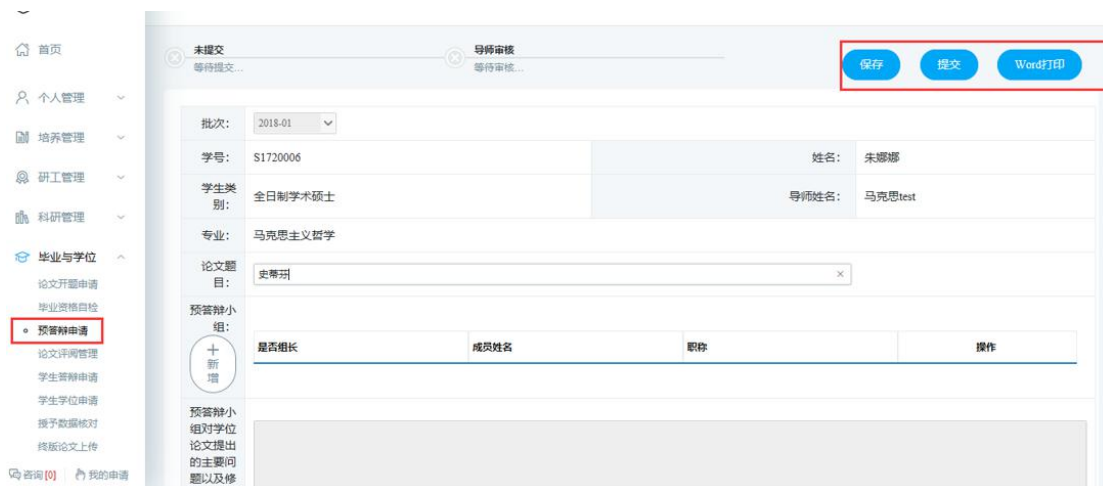 首页
个人管理
培养管理
研工管理
科研管理
毕业与学位
论文开题申请
毕业资格自检
预答辩申请
论文评阅管理
学生答辩申请
学生学位申请
授予数据核对
终版论文上传
咨询[0] 我的申请
未提交
等待提交...
导师审核
等待审核...
保存 提交 Word打印
批次: 2018-01
学号: S1720006 姓名: 朱娜娜
学生类
别: 全日制学术硕士 导师姓名: 马克思test
专业: 马克思主义哲学
论文题
目: 史蒂芬
预答辩小
组:
新
增
是否组长 成员姓名 职称 操作
预答辩小
组对学位
论文提出
的主要问
题以及修